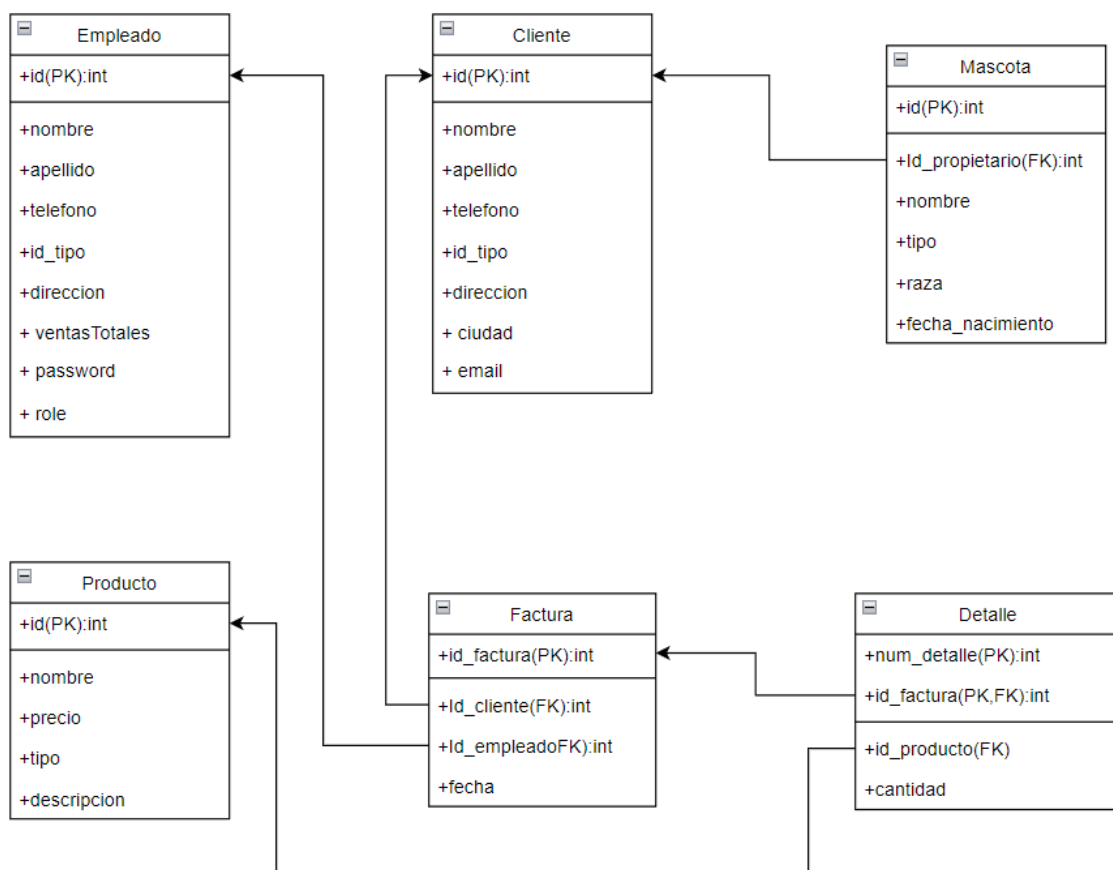 Empleado
+id(PK):int
+nombre
+apellido
+telefono
+id_tipo
+direccion
+ ventasTotales
+ password
+ role
Cliente
+id(PK):int
+nombre
+apellido
+telefono
+id_tipo
+direccion
+ ciudad
+ email
Mascota
+id(PK):int
+Id_propietario(FK):int
+nombre
+tipo
+raza
+fecha_nacimiento
Producto
+id(PK):int
+nombre
+precio
+tipo
+descripcion
Factura
+id_factura(PK):int
+Id_cliente(FK):int
+Id_empleadoFK):int
+fecha
Detalle
+num_detalle(PK):int
+id_factura(PK,FK):int
+id_producto(FK)
+cantidad